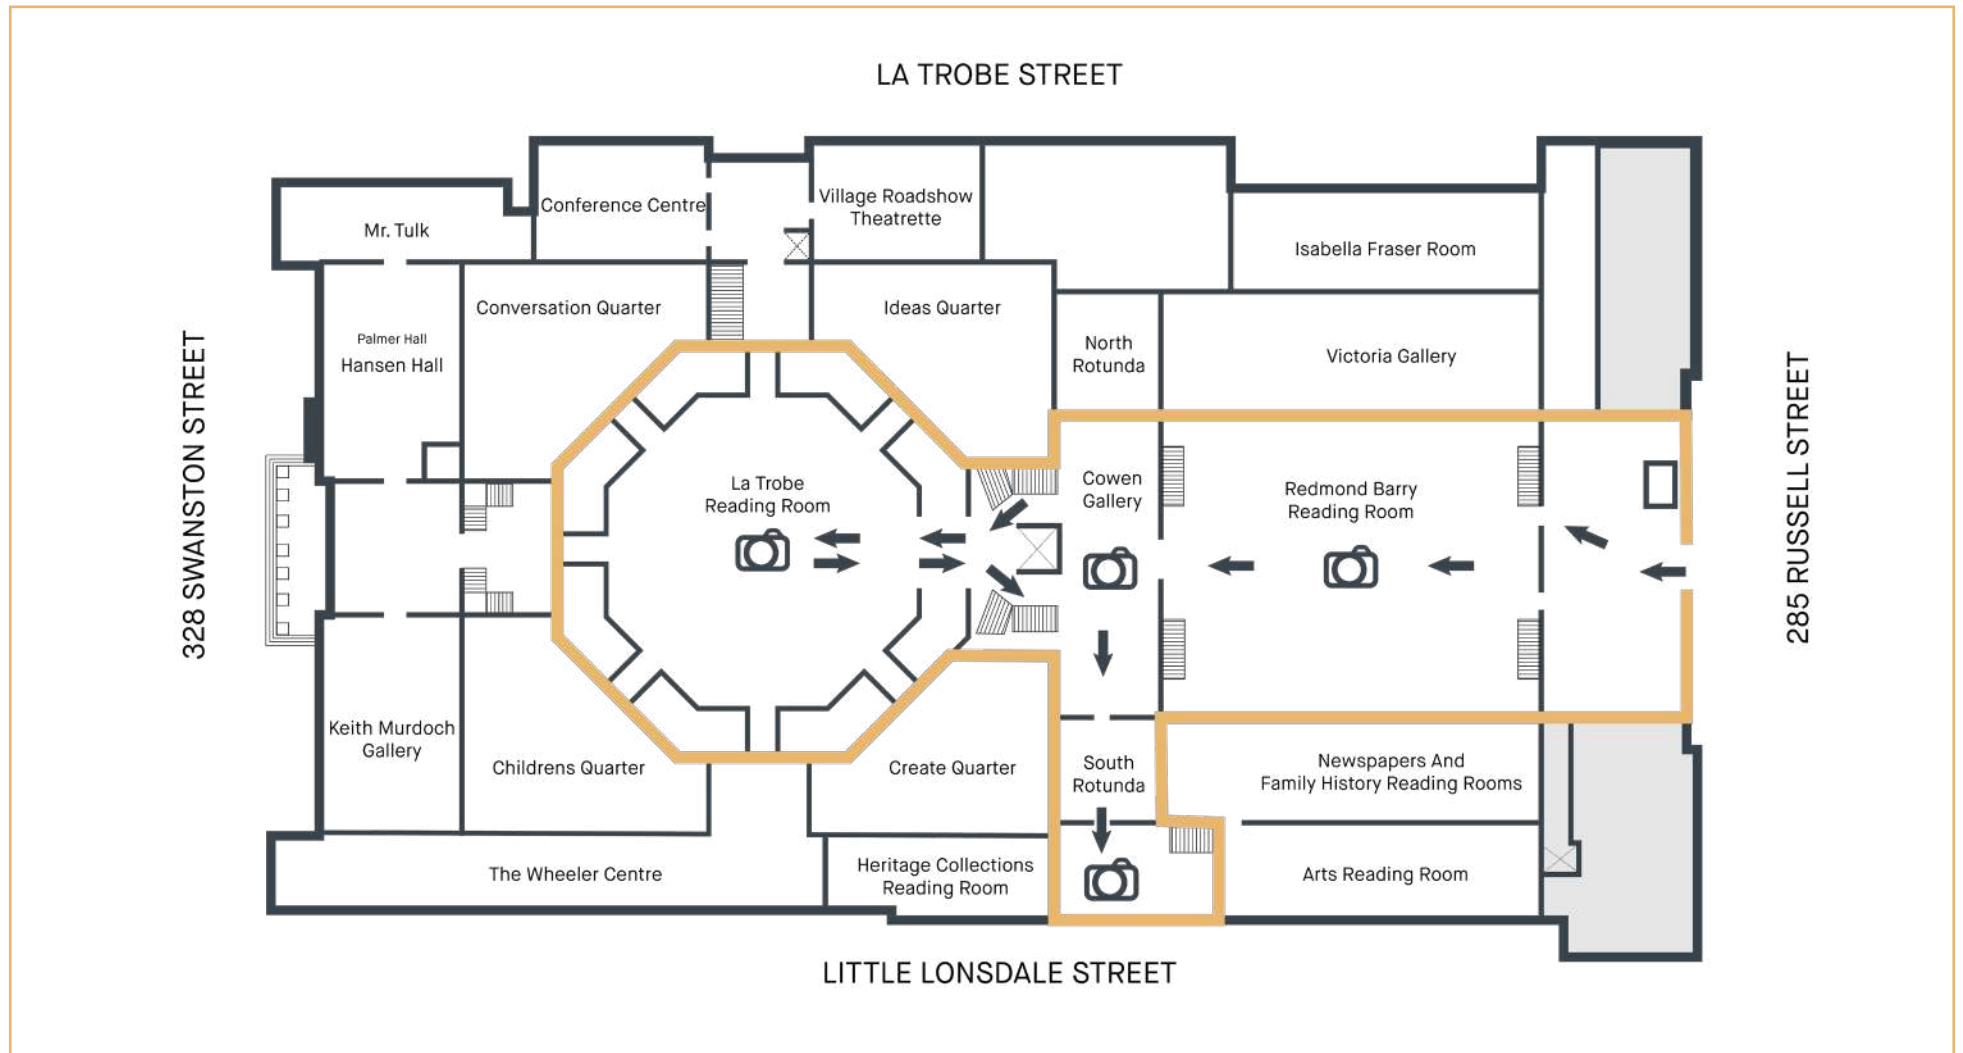 LA TROBE STREET
Conference Centre
Village Roadshow
Theatrette
Mr. Tulk
Isabella Fraser Room
Conversation Quarter
Ideas Quarter
Palmer Hall
Hansen Hall
North
Rotunda
Victoria Gallery
328 SWANSTON STREET
285 RUSSELL STREET
La Trobe
Reading Room
Cowen
Gallery
Redmond Barry
Reading Room
Keith Murdoch
Gallery
Childrens Quarter
Create Quarter
South
Rotunda
Newspapers And
Family History Reading Rooms
The Wheeler Centre
Heritage Collections
Reading Room
Arts Reading Room
LITTLE LONSDALE STREET